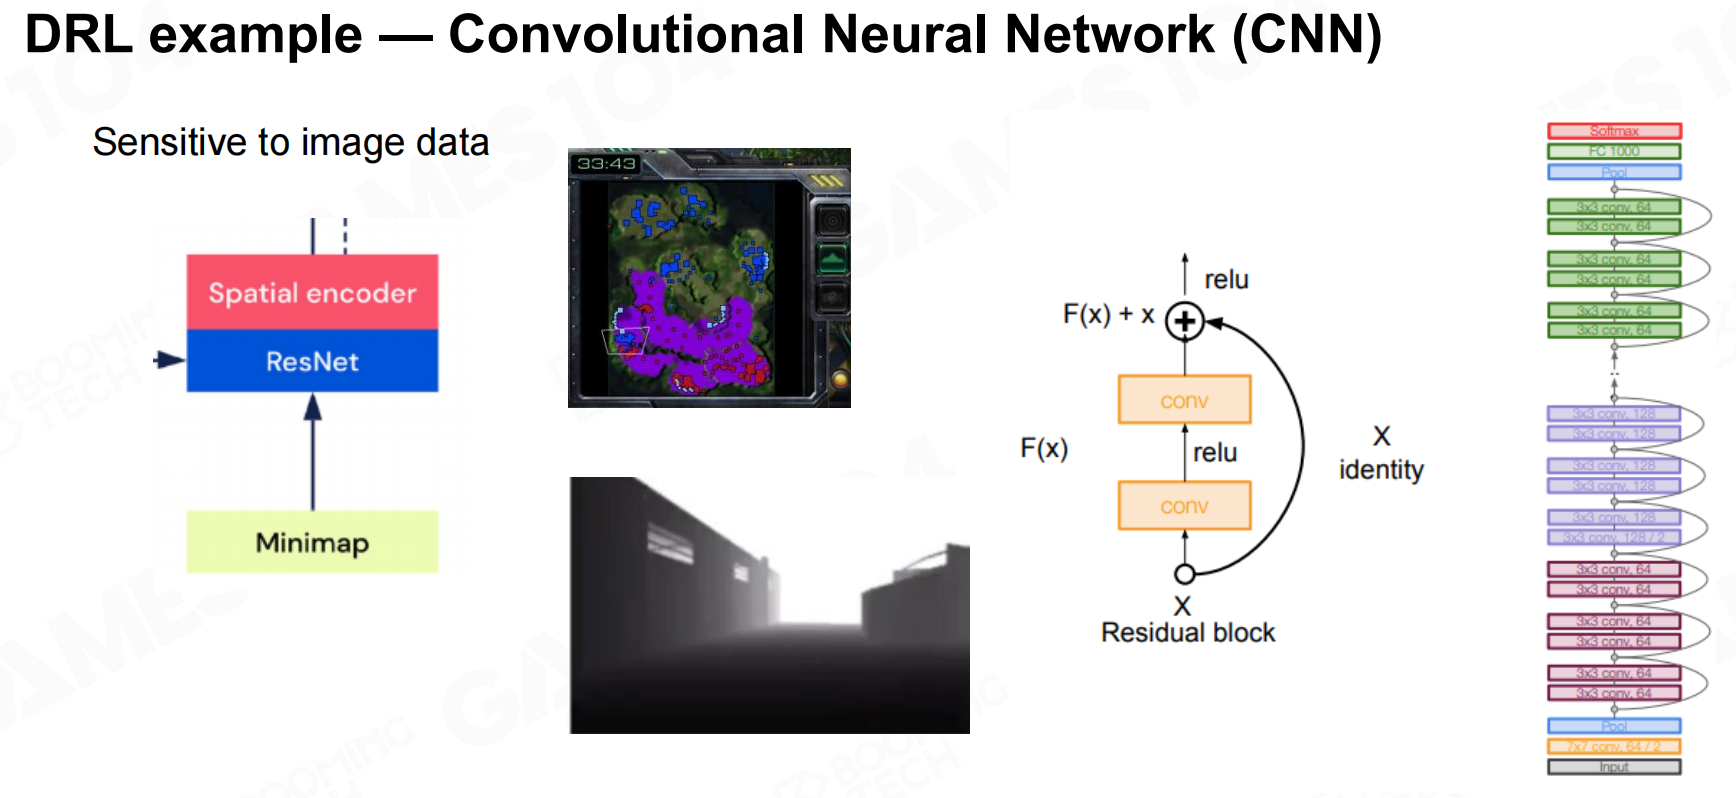 DRL example — Convolutional Neural Network (CNN)
Sensitive to image data
Spatial encoder
ResNet
Minimap
33:43
relu
F(x) + x
conv
F(x)
relu
X
identity
conv
X
Residual block
Softmax
FC 1000
Pool
3x3 conv, 64
3x3 conv, 64
3x3 conv, 64
3x3 conv, 64
3x3 conv, 64
3x3 conv, 64
..
3x3 conv, 128
3x3 conv, 128
3x3 conv, 128
3x3 conv, 128
3x3 conv, 128
3x3 conv, 128 / 2
3x3 conv, 64
3x3 conv, 64
3x3 conv, 64
3x3 conv, 64
3x3 conv, 64
3x3 conv, 64
Pool
7x7 conv, 64 / 2
Input
GAMES104
BOOMING
TECH